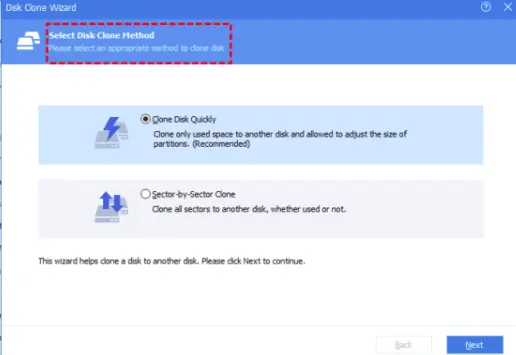 Disk Clone Wizard
Select Disk Clone Method
Please select an appropriate method to clone disk
Clone Disk Quickly
Clone only used space to another disk and allowed to adjust the size of
partitions. (Recommended)
Sector-by-Sector Clone
Clone all sectors to another disk, whether used or not.
This wizard helps clone a disk to another disk. Please click Next to continue.
Back
Next